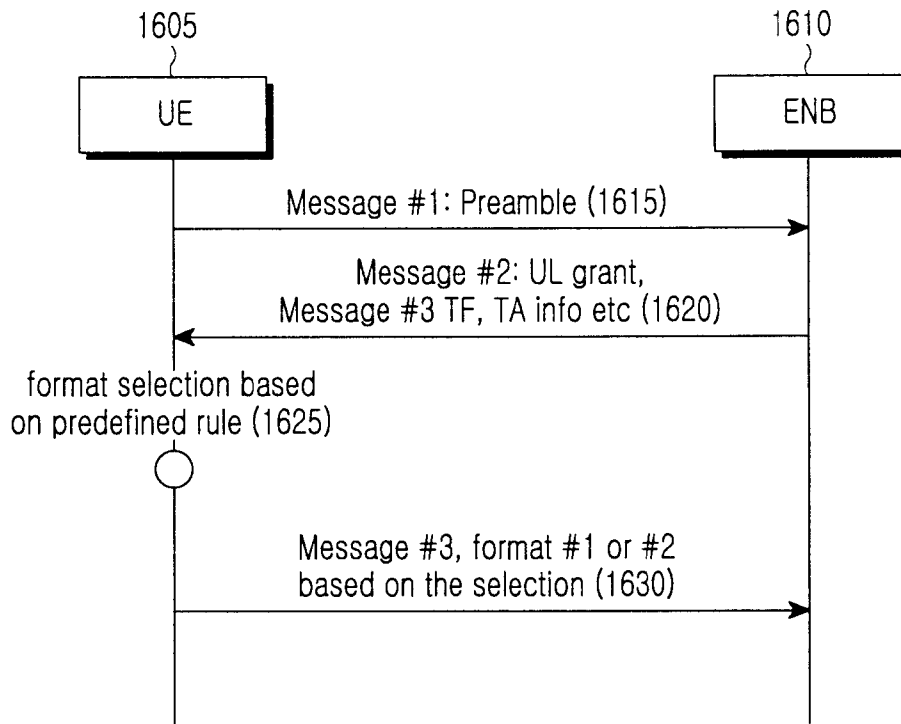 1605
1610
UE
ENB
Message #1: Preamble (1615)
Message #2: UL grant,
Message #3 TF, TA info etc (1620)
format selection based
on predefined rule (1625)
Message #3, format #1 or #2
based on the selection (1630)